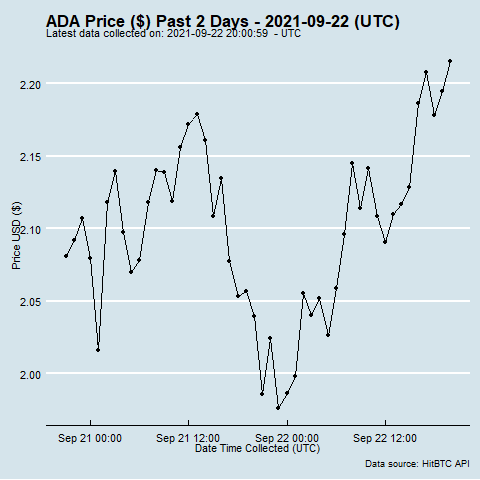 ADA Price ($) Past 2 Days - 2021-09-22 (UTC)
Latest data collected on: 2021-09-22 20:00:59  - UTC
2.20
2.15
2.10
2.05
2.00
Price USD ($)
Sep 21 00:00 Sep 21 12:00 Sep 22 00:00 Sep 22 12:00
Date Time Collected (UTC)
Data source: HitBTC API